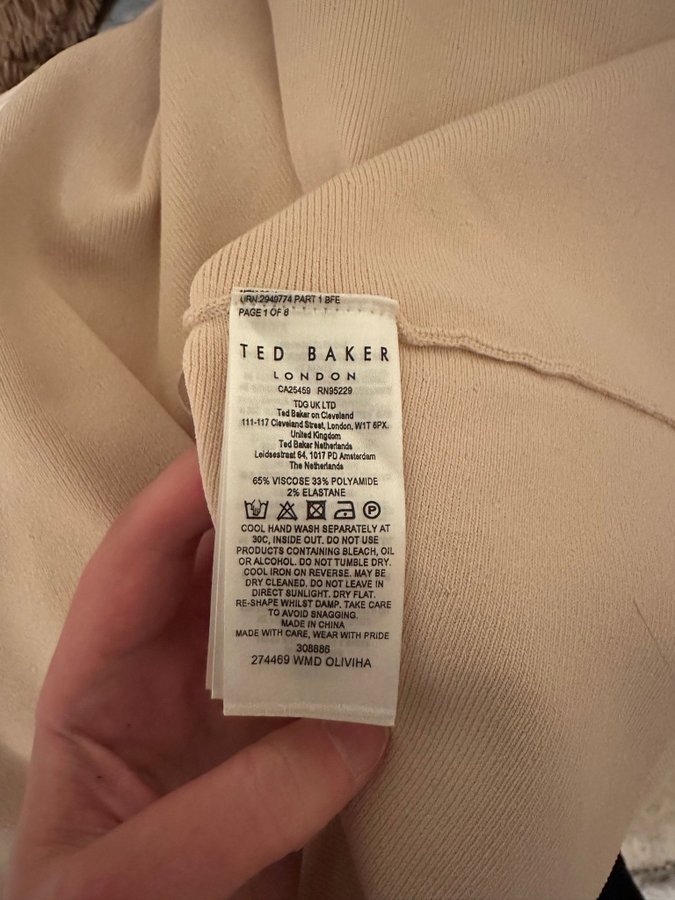 URN:2949774 PART 1 BFE
PAGE 1 OF 8
TED BAKER
LONDON
CA25459 RN95229
TDG UK LTD
Ted Baker on Cleveland
111-117 Cleveland Street, London, W1T 6PX.
United Kingdom
Ted Baker Netherlands
Leidsestraat 64, 1017 PD Amsterdam
The Netherlands
65% VISCOSE 33% POLYAMIDE
2% ELASTANE
COOL HAND WASH SEPARATELY AT
30C, INSIDE OUT. DO NOT USE
PRODUCTS CONTAINING BLEACH, OIL
OR ALCOHOL. DO NOT TUMBLE DRY.
COOL IRON ON REVERSE. MAY BE
DRY CLEANED. DO NOT LEAVE IN
DIRECT SUNLIGHT. DRY FLAT.
RE-SHAPE WHILST DAMP. TAKE CARE
TO AVOID SNAGGING.
MADE IN CHINA
MADE WITH CARE, WEAR WITH PRIDE
308886
274469 WMD OLIVIHA